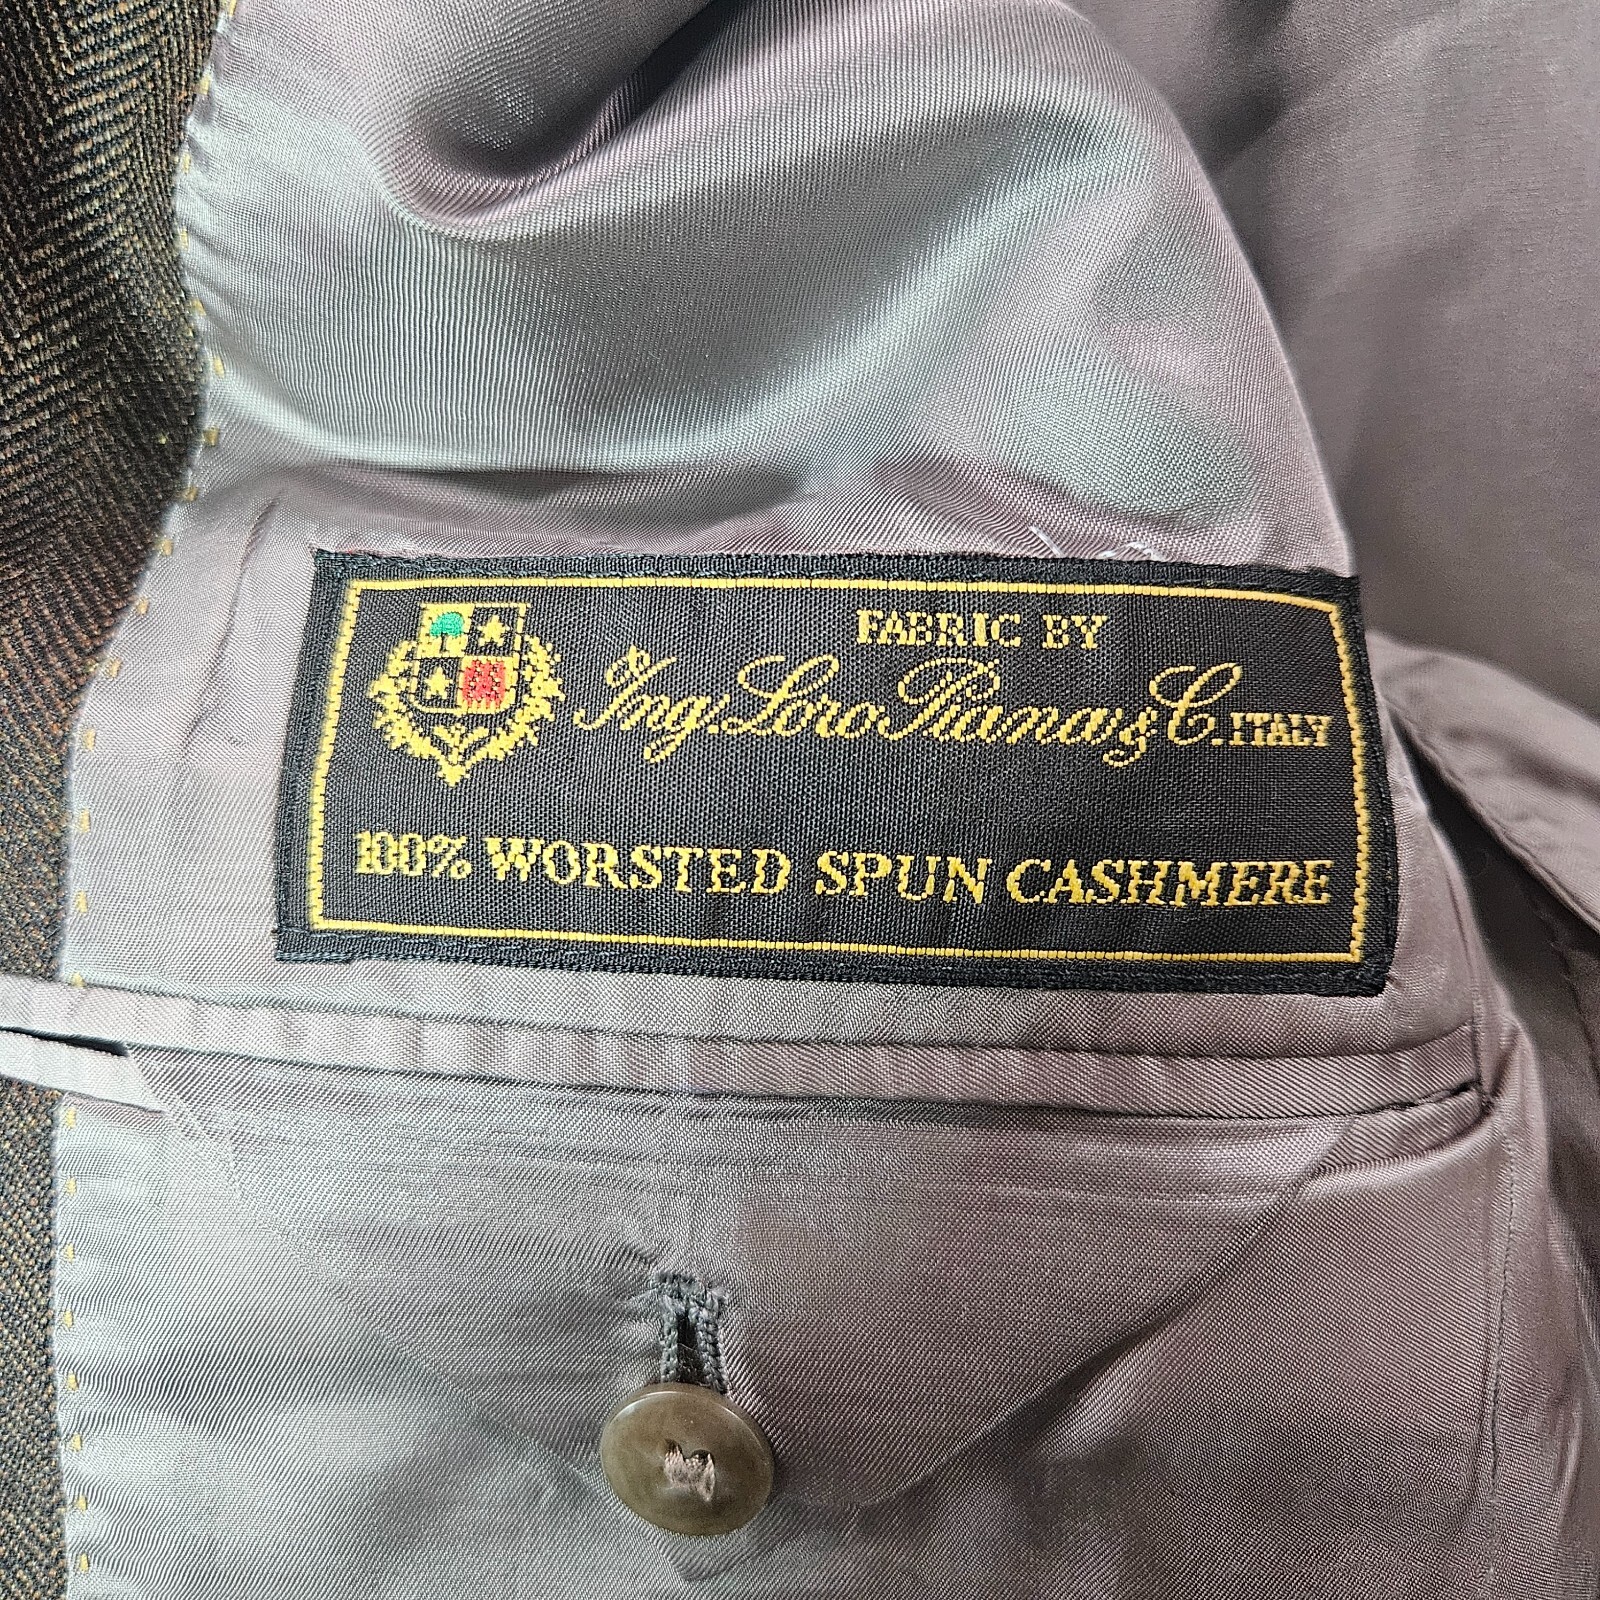 FABRIC BY
Ing. Loro Piana & C. ITALY
100% WORSTED SPUN CASHMERE